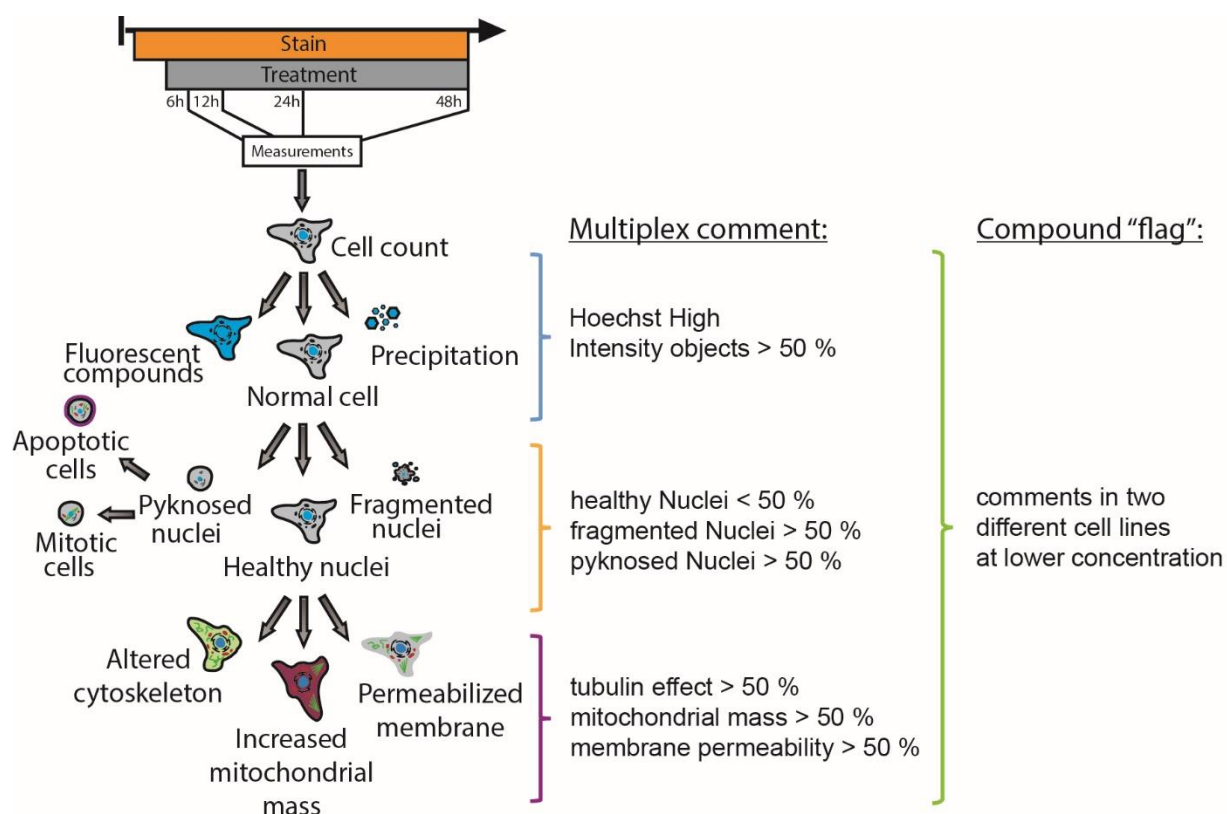 Stain
Treatment
6h 12h 24h 48h
Measurements
Cell count
Fluorescent
compounds
Normal cell
Precipitation
Apoptotic
cells
Mitotic
cells
Pyknosed
nuclei
Fragmented
nuclei
Healthy nuclei
Altered
cytoskeleton
Increased
mitochondrial
mass
Permeabilized
membrane
Multiplex comment:
Hoechst High
Intensity objects > 50 %
healthy Nuclei < 50 %
fragmented Nuclei > 50 %
pyknosed Nuclei > 50 %
tubulin effect > 50 %
mitochondrial mass > 50 %
membrane permeability > 50 %
Compound "flag":
comments in two
different cell lines
at lower concentration